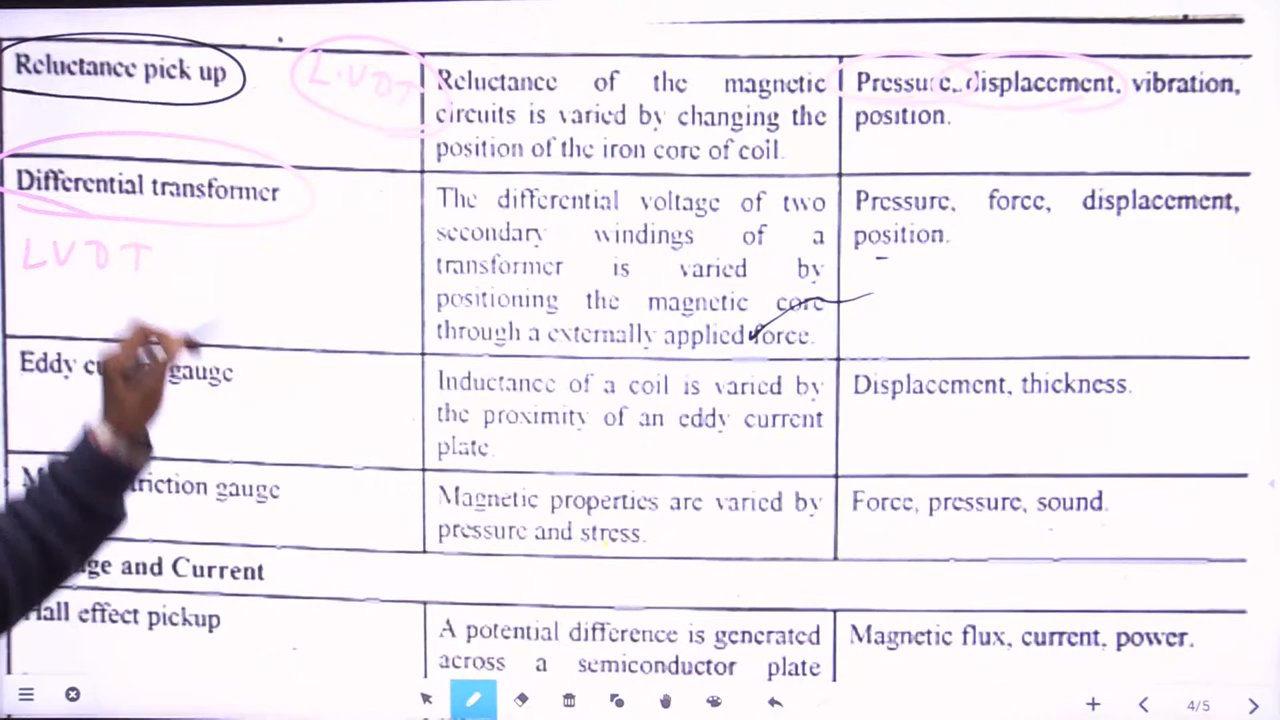 Reluctance pick up
L.VDT
Reluctance of the magnetic
circuits is varied by changing the
position of the iron core of coil.
Pressure, displacement, vibration,
position.
Differential transformer
LVDT
The differential voltage of two
secondary windings of a
transformer is varied by
positioning the magnetic core
through a externally applied force.
Pressure, force, displacement,
position.
Eddy gauge
Inductance of a coil is varied by
the proximity of an eddy current
plate.
Displacement, thickness.
gauge
Magnetic properties are varied by
pressure and stress.
Force, pressure, sound.
and Current
Hall effect pickup
A potential difference is generated
across a semiconductor plate
Magnetic flux, current, power.
4/5